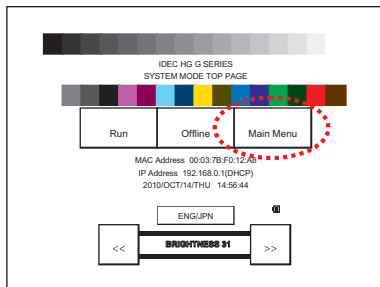 IDEC HG G SERIES
SYSTEM MODE TOP PAGE
Run Offline Main Menu
MAC Address 00:03:7B:F0:12:A8
IP Address 192.168.0.1(DHCP)
2010/OCT/14/THU 14:56:44
ENG/JPN
<< BRIGHTNESS 31 >>